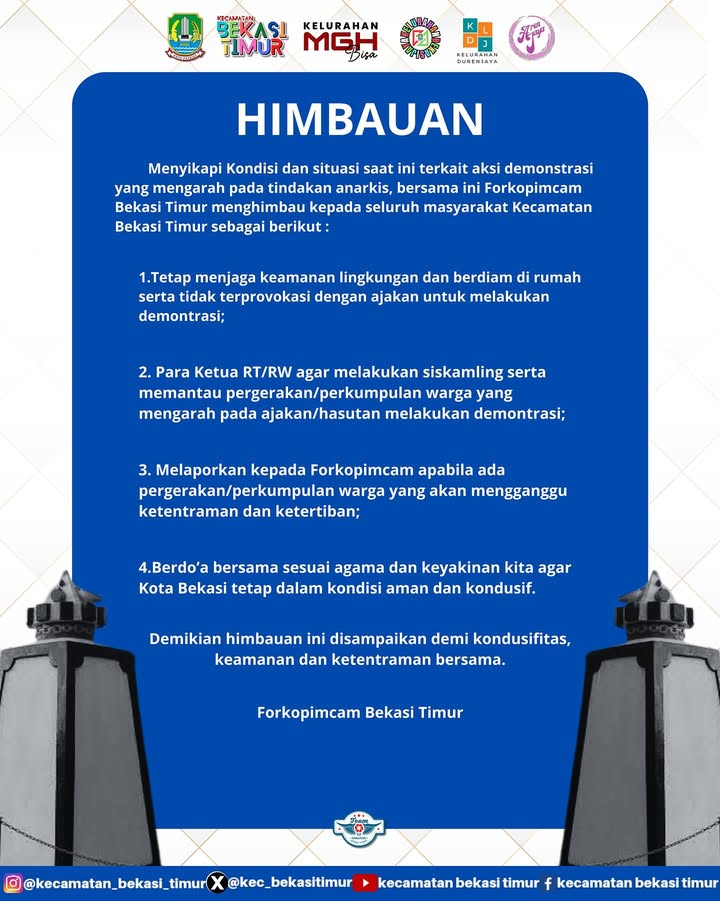 KECAMATAN
BEKASI
TIMUR
KELURAHAN
MGH
Bisa
K L
D J
KELURAHAN
DURENJAYA
Aren
Jaya
HIMBAUAN
Menyikapi Kondisi dan situasi saat ini terkait aksi demonstrasi
yang mengarah pada tindakan anarkis, bersama ini Forkopimcam
Bekasi Timur menghimbau kepada seluruh masyarakat Kecamatan
Bekasi Timur sebagai berikut :
1.Tetap menjaga keamanan lingkungan dan berdiam di rumah
serta tidak terprovokasi dengan ajakan untuk melakukan
demontrasi;
2. Para Ketua RT/RW agar melakukan siskamling serta
memantau pergerakan/perkumpulan warga yang
mengarah pada ajakan/hasutan melakukan demontrasi;
3. Melaporkan kepada Forkopimcam apabila ada
pergerakan/perkumpulan warga yang akan mengganggu
ketentraman dan ketertiban;
4.Berdo’a bersama sesuai agama dan keyakinan kita agar
Kota Bekasi tetap dalam kondisi aman dan kondusif.
Demikian himbauan ini disampaikan demi kondusifitas,
keamanan dan ketentraman bersama.
Forkopimcam Bekasi Timur
Team
@kecamatan_bekasi_timur @kec_bekasitimur kecamatan bekasi timur kecamatan bekasi timur